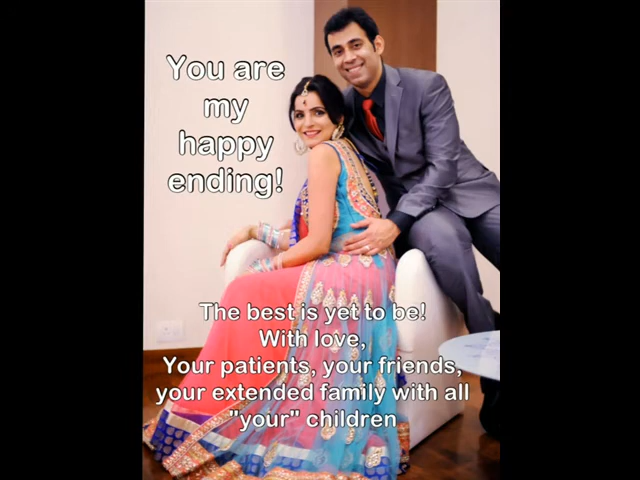 You are
my
happy
ending!
The best is yet to be!
With love,
Your patients, your friends,
your extended family with all
"your" children